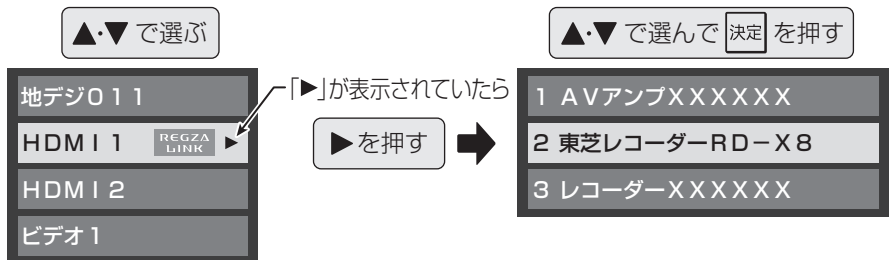 ▲・▼で選ぶ
地デジ011
HDMI1 REGZA LINK ▶
HDMI2
ビデオ1
「▶」が表示されていたら
▶を押す
▲・▼で選んで 決定 を押す
1 AVアンプXXXXXX
2 東芝レコーダーRD－X8
3 レコーダーXXXXXX